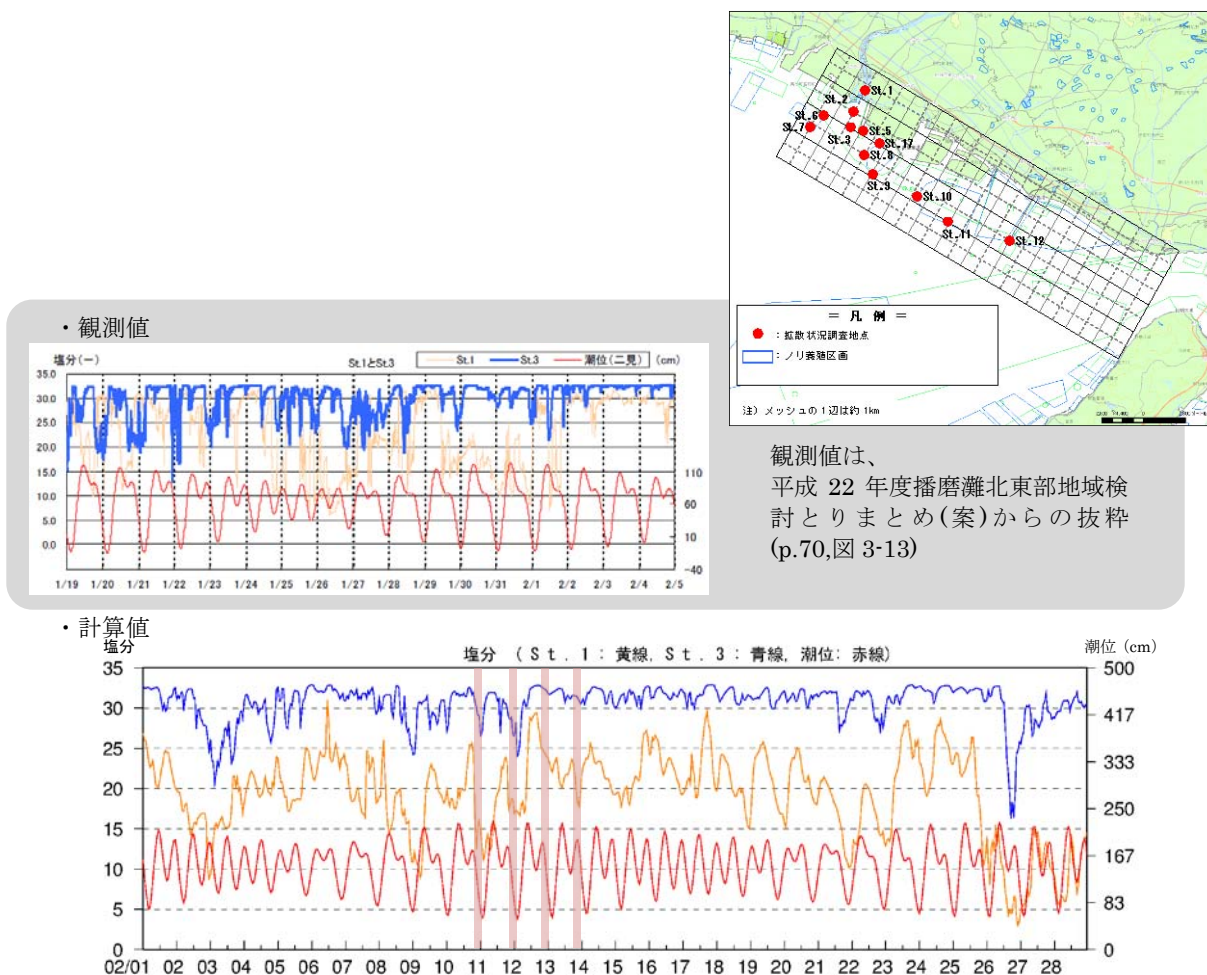 St.1
St.2
St.6
St.7
St.3
St.5
St.17
St.8
St.9
St.10
St.11
St.12
＝ 凡 例 ＝
：拡散状況調査地点
：ノリ養殖区画
注）メッシュの1辺は約1km
・観測値
塩分(ー)
St.1とSt.3
St.1
St.3
潮位(二見)
(cm)
35.0
30.0
25.0
20.0
15.0
10.0
5.0
0.0
110
60
10
-40
1/19 1/20 1/21 1/22 1/23 1/24 1/25 1/26 1/27 1/28 1/29 1/30 1/31 2/1 2/2 2/3 2/4 2/5
観測値は、
平成 22 年度播磨灘北東部地域検
討とりまとめ(案)からの抜粋
(p.70,図 3-13)
・計算値
塩分
塩分 （St．1：黄線，St．3：青線，潮位：赤線）
潮位 (cm)
35
30
25
20
15
10
5
0
500
417
333
250
167
83
0
02/01 02 03 04 05 06 07 08 09 10 11 12 13 14 15 16 17 18 19 20 21 22 23 24 25 26 27 28